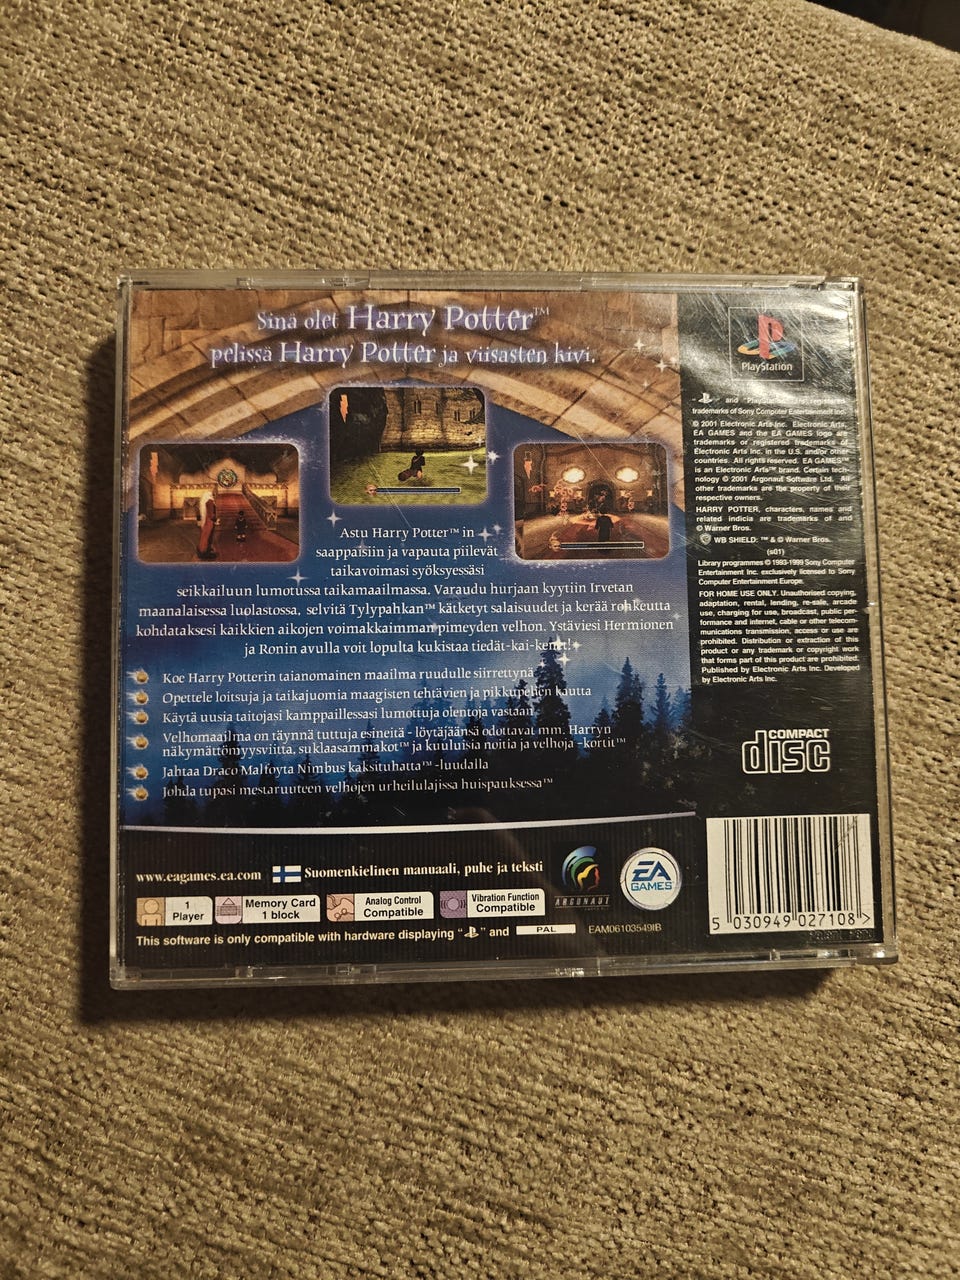 Sinä olet Harry Potter™
pelissä Harry Potter ja viisasten kivi.
Astu Harry Potter™ in
saappaisiin ja vapauta piilevät
taikavoimasi syöksyessäsi
seikkailuun lumotussa taikamaailmassa. Varaudu hurjaan kyytiin Irvetan
maanalaisessa luolastossa, selvitä Tylypahkan™ kätketyt salaisuudet ja kerää rohkeutta
kohdataksesi kaikkien aikojen voimakkaimman pimeyden velhon. Ystäviesi Hermionen
ja Ronin avulla voit lopulta kukistaa tiedät-kai-kenet!
Koe Harry Potterin taianomainen maailma ruudulle siirrettynä
Opettele loitsuja ja taikajuomia maagisten tehtävien ja pikkupelien kautta
Käytä uusia taitojasi kamppaillessasi lumottuja olentoja vastaan
Velhomaailma on täynnä tuttuja esineitä - löytäjäänsä odottavat mm. Harryn
näkymättömyysviitta, suklaasammakot™ ja kuuluisia noitia ja velhoja -kortit™
Jahtaa Draco Malfoyta Nimbus kaksituhatta™ -luudalla
Johda tupasi mestaruuteen velhojen urheilulajissa huispauksessa™
www.eagames.ea.com
Suomenkielinen manuaali, puhe ja teksti
ARGONAUT
EA
GAMES
1
Player
Memory Card
1 block
Analog Control
Compatible
Vibration Function
Compatible
This software is only compatible with hardware displaying " " and PAL
EAM06103549IB
PlayStation
and "PlayStation" are registered
trademarks of Sony Computer Entertainment Inc.
© 2001 Electronic Arts Inc. Electronic Arts,
EA GAMES and the EA GAMES logo are
trademarks or registered trademarks of
Electronic Arts Inc. in the U.S. and/or other
countries. All rights reserved. EA GAMES™
is an Electronic Arts™ brand. Certain tech-
nology © 2001 Argonaut Software Ltd. All
other trademarks are the property of their
respective owners.
HARRY POTTER, characters, names and
related indicia are trademarks of and
© Warner Bros.
WB SHIELD: ™ & © Warner Bros.
(s01)
Library programmes © 1993-1999 Sony Computer
Entertainment Inc. exclusively licensed to Sony
Computer Entertainment Europe.
FOR HOME USE ONLY. Unauthorised copying,
adaptation, rental, lending, re-sale, arcade
use, charging for use, broadcast, public per-
formance and internet, cable or other telecom-
munications transmission, access or use are
prohibited. Distribution or extraction of this
product or any trademark or copyright work
that forms part of this product are prohibited.
Published by Electronic Arts Inc. Developed
by Electronic Arts Inc.
COMPACT
disc
5 030949 027108 >